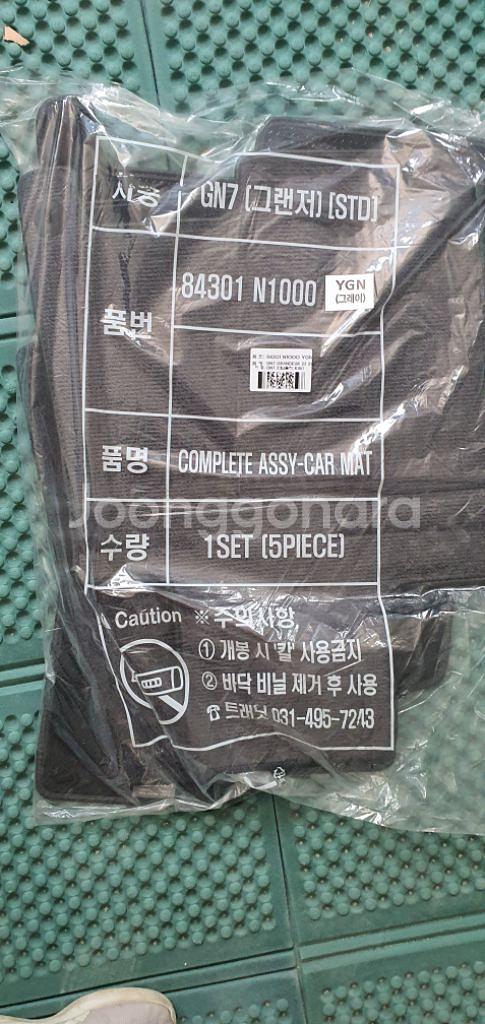 차종 GN7 (그랜저) [STD]
품번 84301 N1000 YGN
(그레이)
품명 COMPLETE ASSY-CAR MAT
Joonggonara
수량 1SET (5PIECE)
Caution ※주의사항
① 개봉 시 '칼' 사용금지
② 바닥 비닐 제거 후 사용
☎ 트래닛 031-495-7243